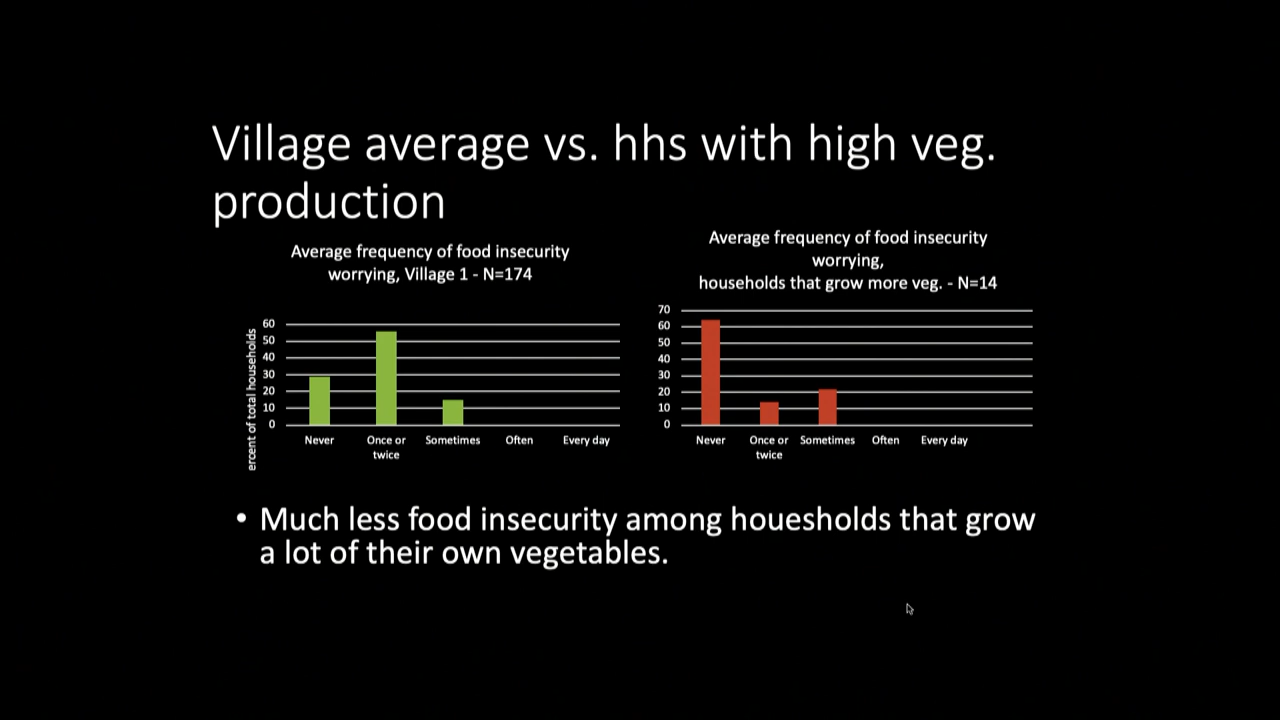 Village average vs. hhs with high veg.
production
Average frequency of food insecurity
worrying, Village 1 - N=174
ercent of total households
60
50
40
30
20
10
0
Never
Once or
twice
Sometimes
Often
Every day
Average frequency of food insecurity
worrying,
households that grow more veg. - N=14
70
60
50
40
30
20
10
0
Never
Once or
twice
Sometimes
Often
Every day
• Much less food insecurity among houesholds that grow
a lot of their own vegetables.